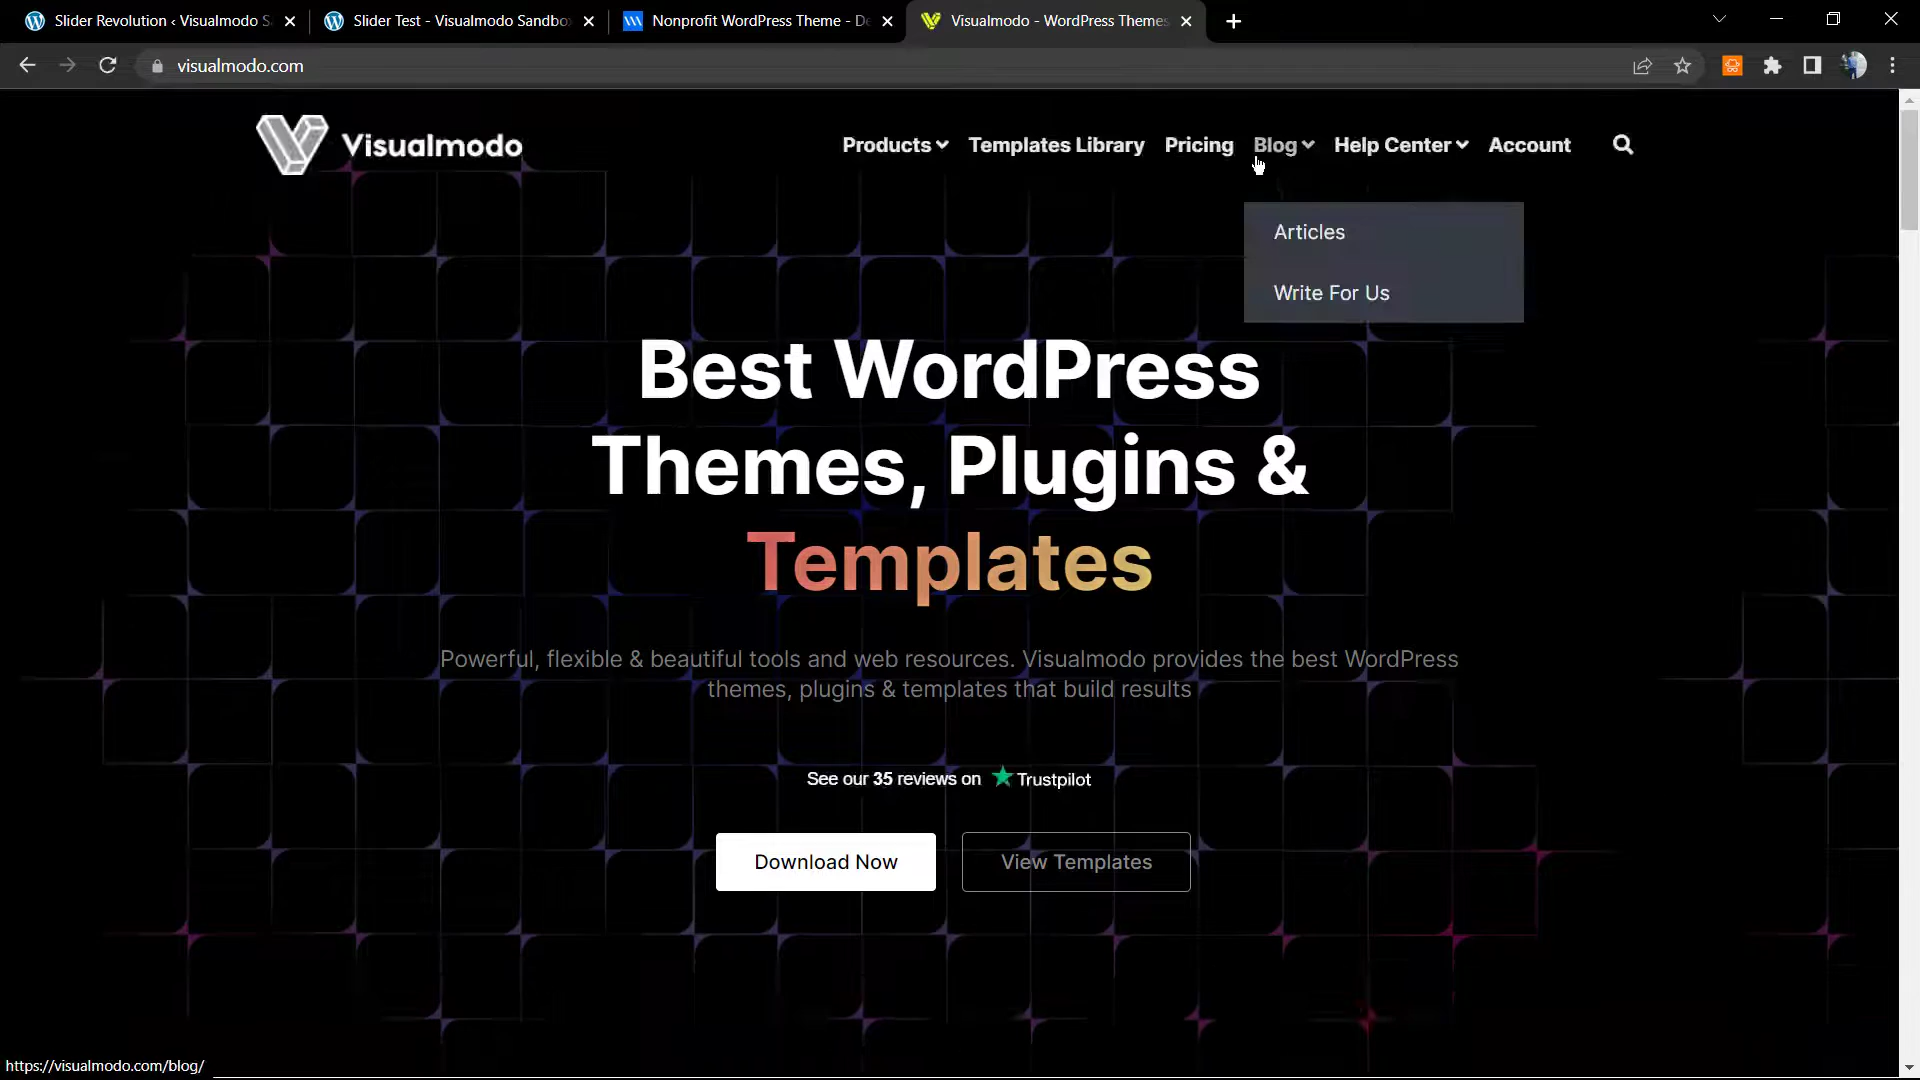 Slider Revolution ‹ Visualmodo S
Slider Test - Visualmodo Sandbo
Nonprofit WordPress Theme - De
Visualmodo - WordPress Themes
visualmodo.com
Visualmodo
Products
Templates Library
Pricing
Blog
Help Center
Account
Articles
Write For Us
Best WordPress
Themes, Plugins &
Templates
Powerful, flexible & beautiful tools and web resources. Visualmodo provides the best WordPress
themes, plugins & templates that build results
See our 35 reviews on Trustpilot
Download Now
View Templates
https://visualmodo.com/blog/